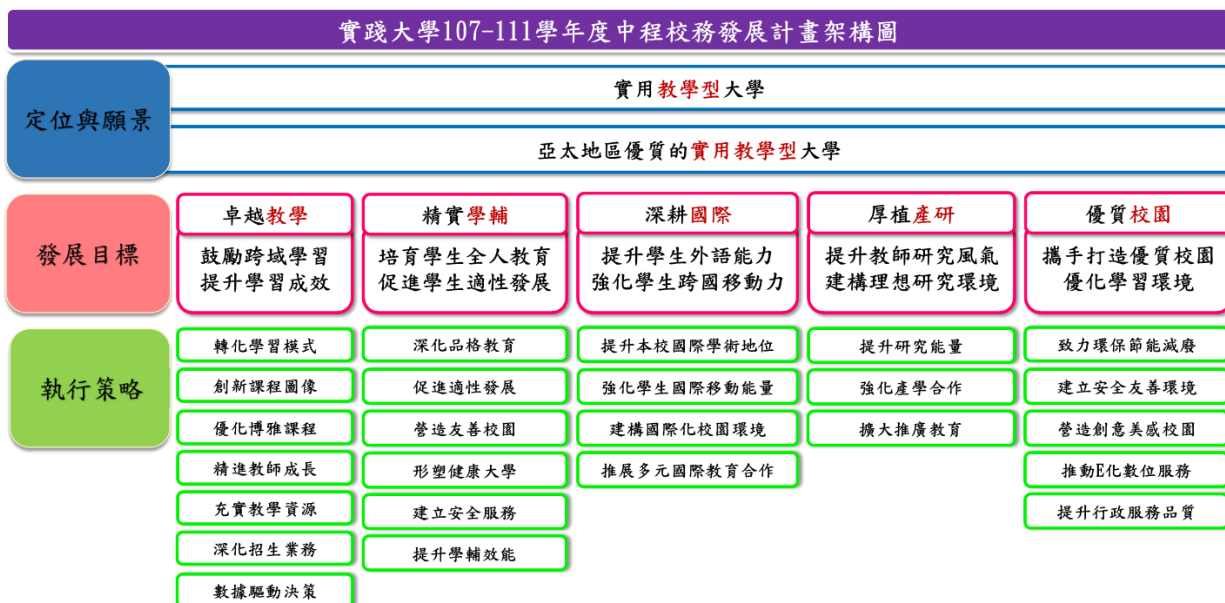 實踐大學107-111學年度中程校務發展計畫架構圖
定位與願景
實用教學型大學
亞太地區優質的實用教學型大學
發展目標
卓越教學
鼓勵跨域學習
提升學習成效
精實學輔
培育學生全人教育
促進學生適性發展
深耕國際
提升學生外語能力
強化學生跨國移動力
厚植產研
提升教師研究風氣
建構理想研究環境
優質校園
攜手打造優質校園
優化學習環境
執行策略
轉化學習模式
創新課程圖像
優化博雅課程
精進教師成長
充實教學資源
深化招生業務
數據驅動決策
深化品格教育
促進適性發展
營造友善校園
形塑健康大學
建立安全服務
提升學輔效能
提升本校國際學術地位
強化學生國際移動能量
建構國際化校園環境
推展多元國際教育合作
提升研究能量
強化產學合作
擴大推廣教育
致力環保節能減廢
建立安全友善環境
營造創意美感校園
推動E化數位服務
提升行政服務品質